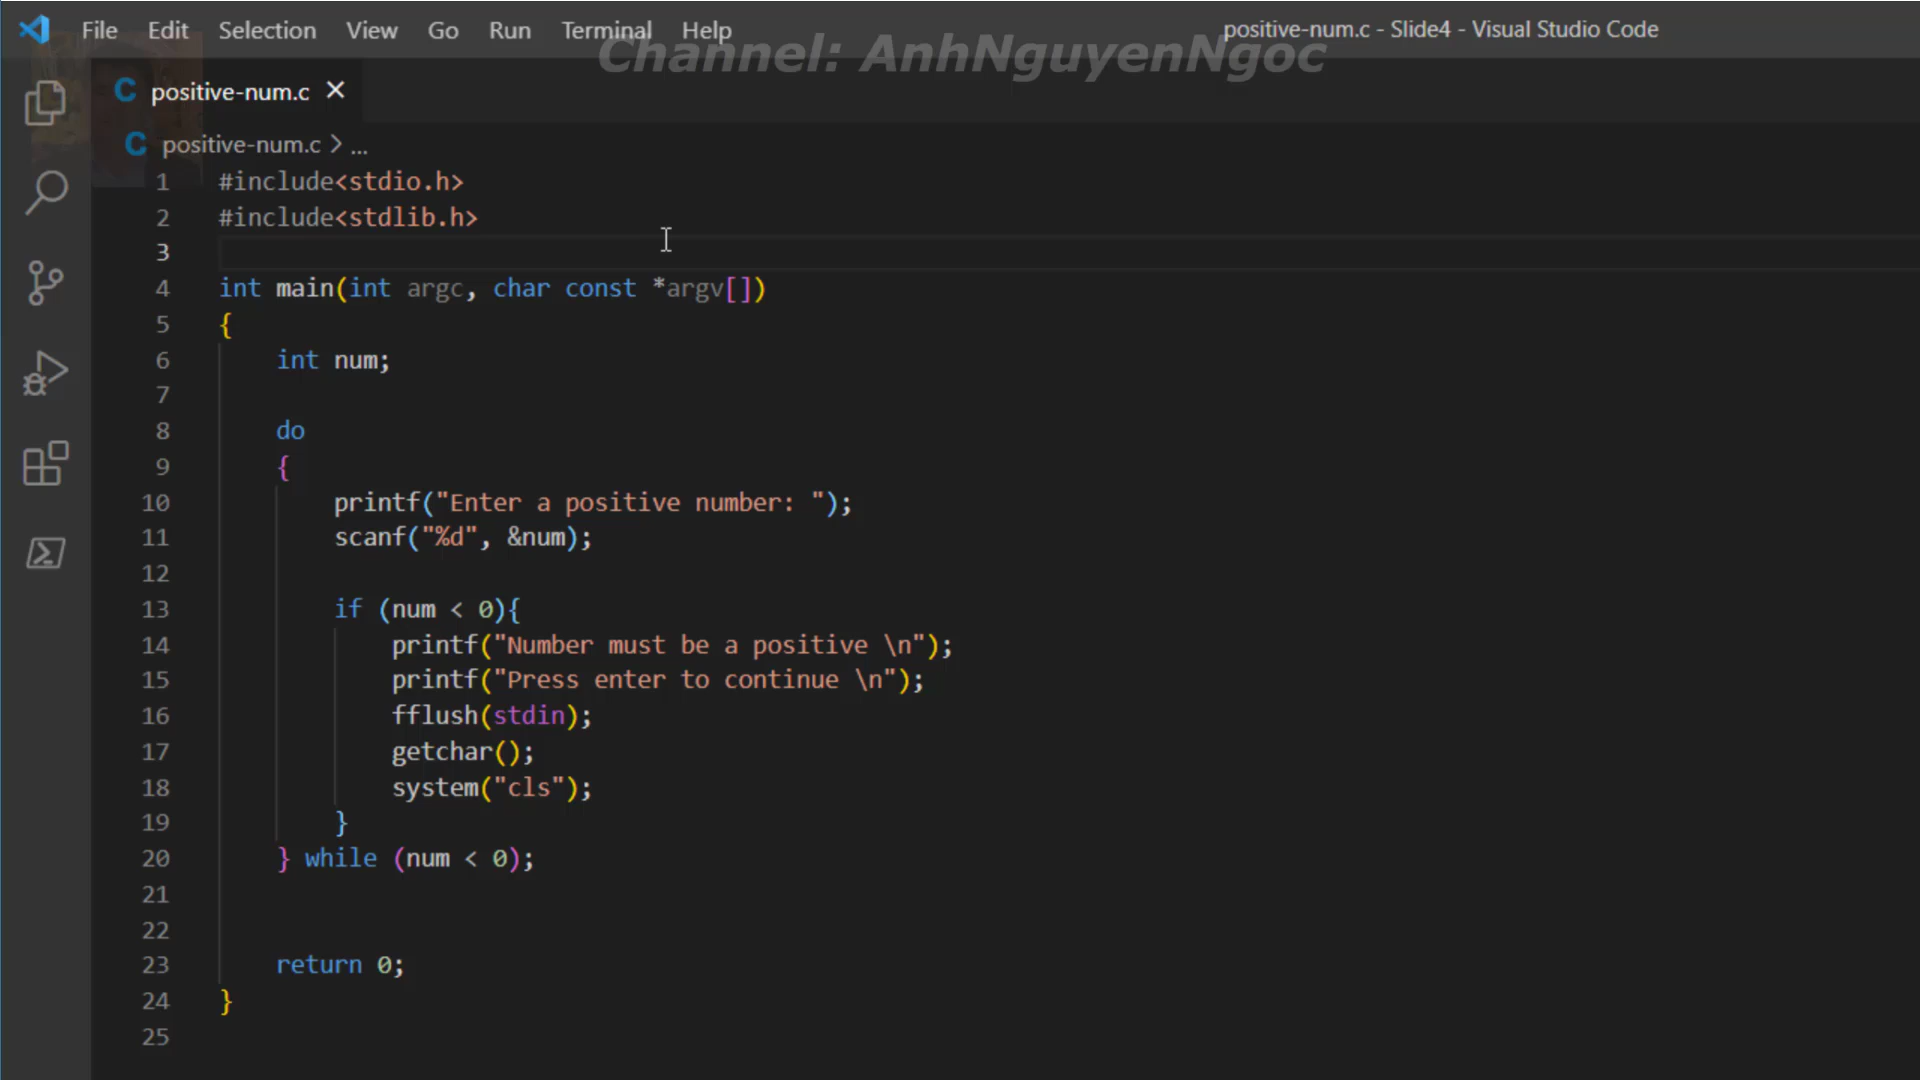 File Edit Selection View Go Run Terminal Help positive-num.c - Slide4 - Visual Studio Code
Channel: AnhNguyenNgoc
C positive-num.c ×
C positive-num.c > ...
1 #include<stdio.h>
2 #include<stdlib.h>
3
4 int main(int argc, char const *argv[])
5 {
6     int num;
7
8     do
9     {
10         printf("Enter a positive number: ");
11         scanf("%d", &num);
12
13         if (num < 0){
14             printf("Number must be a positive \n");
15             printf("Press enter to continue \n");
16             fflush(stdin);
17             getchar();
18             system("cls");
19         }
20     } while (num < 0);
21
22
23     return 0;
24 }
25